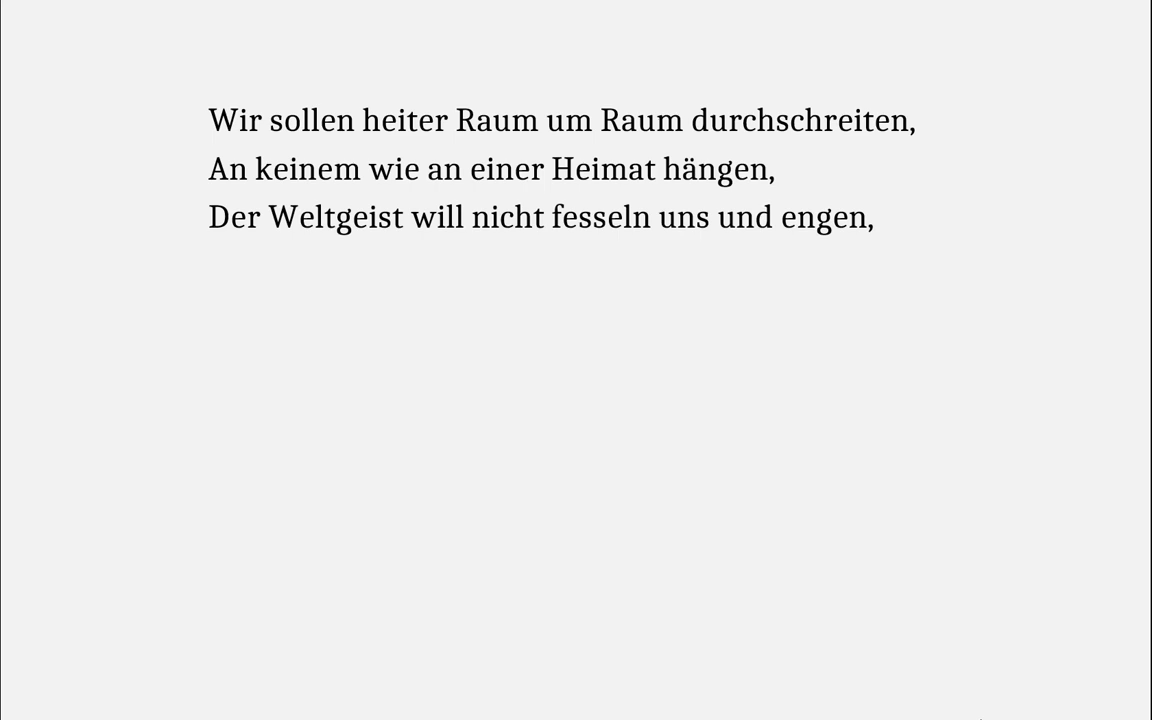 Wir sollen heiter Raum um Raum durchschreiten,
An keinem wie an einer Heimat hängen,
Der Weltgeist will nicht fesseln uns und engen,